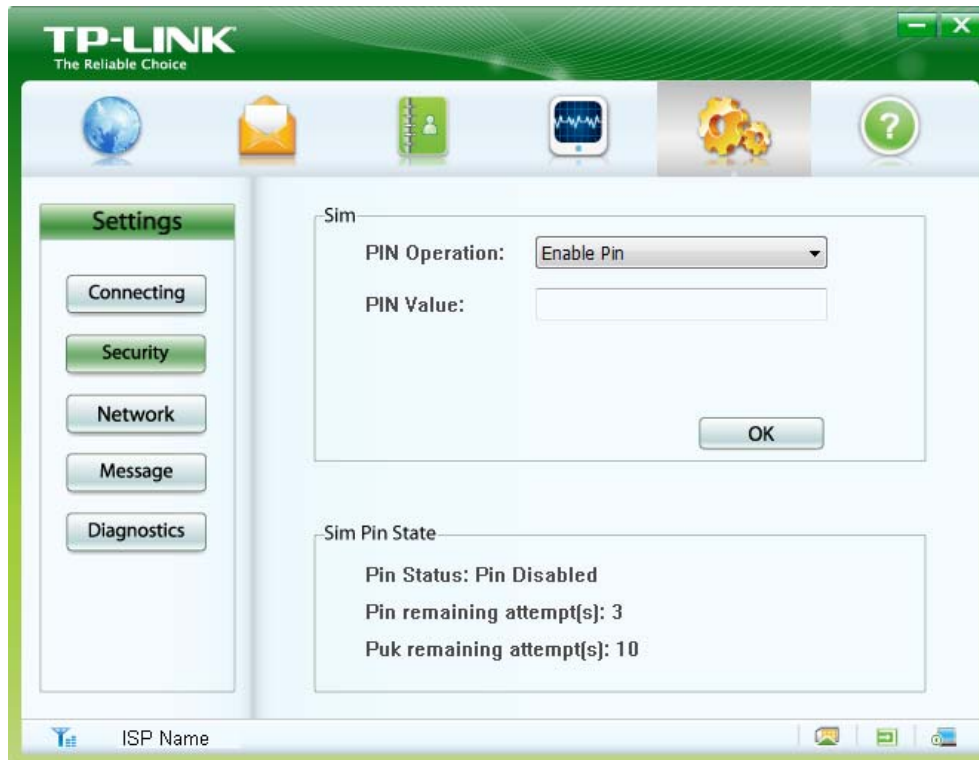 TP-LINK
The Reliable Choice
?
Settings
Connecting
Security
Network
Message
Diagnostics
Sim
PIN Operation: Enable Pin
PIN Value:
OK
Sim Pin State
Pin Status: Pin Disabled
Pin remaining attempt(s): 3
Puk remaining attempt(s): 10
ISP Name